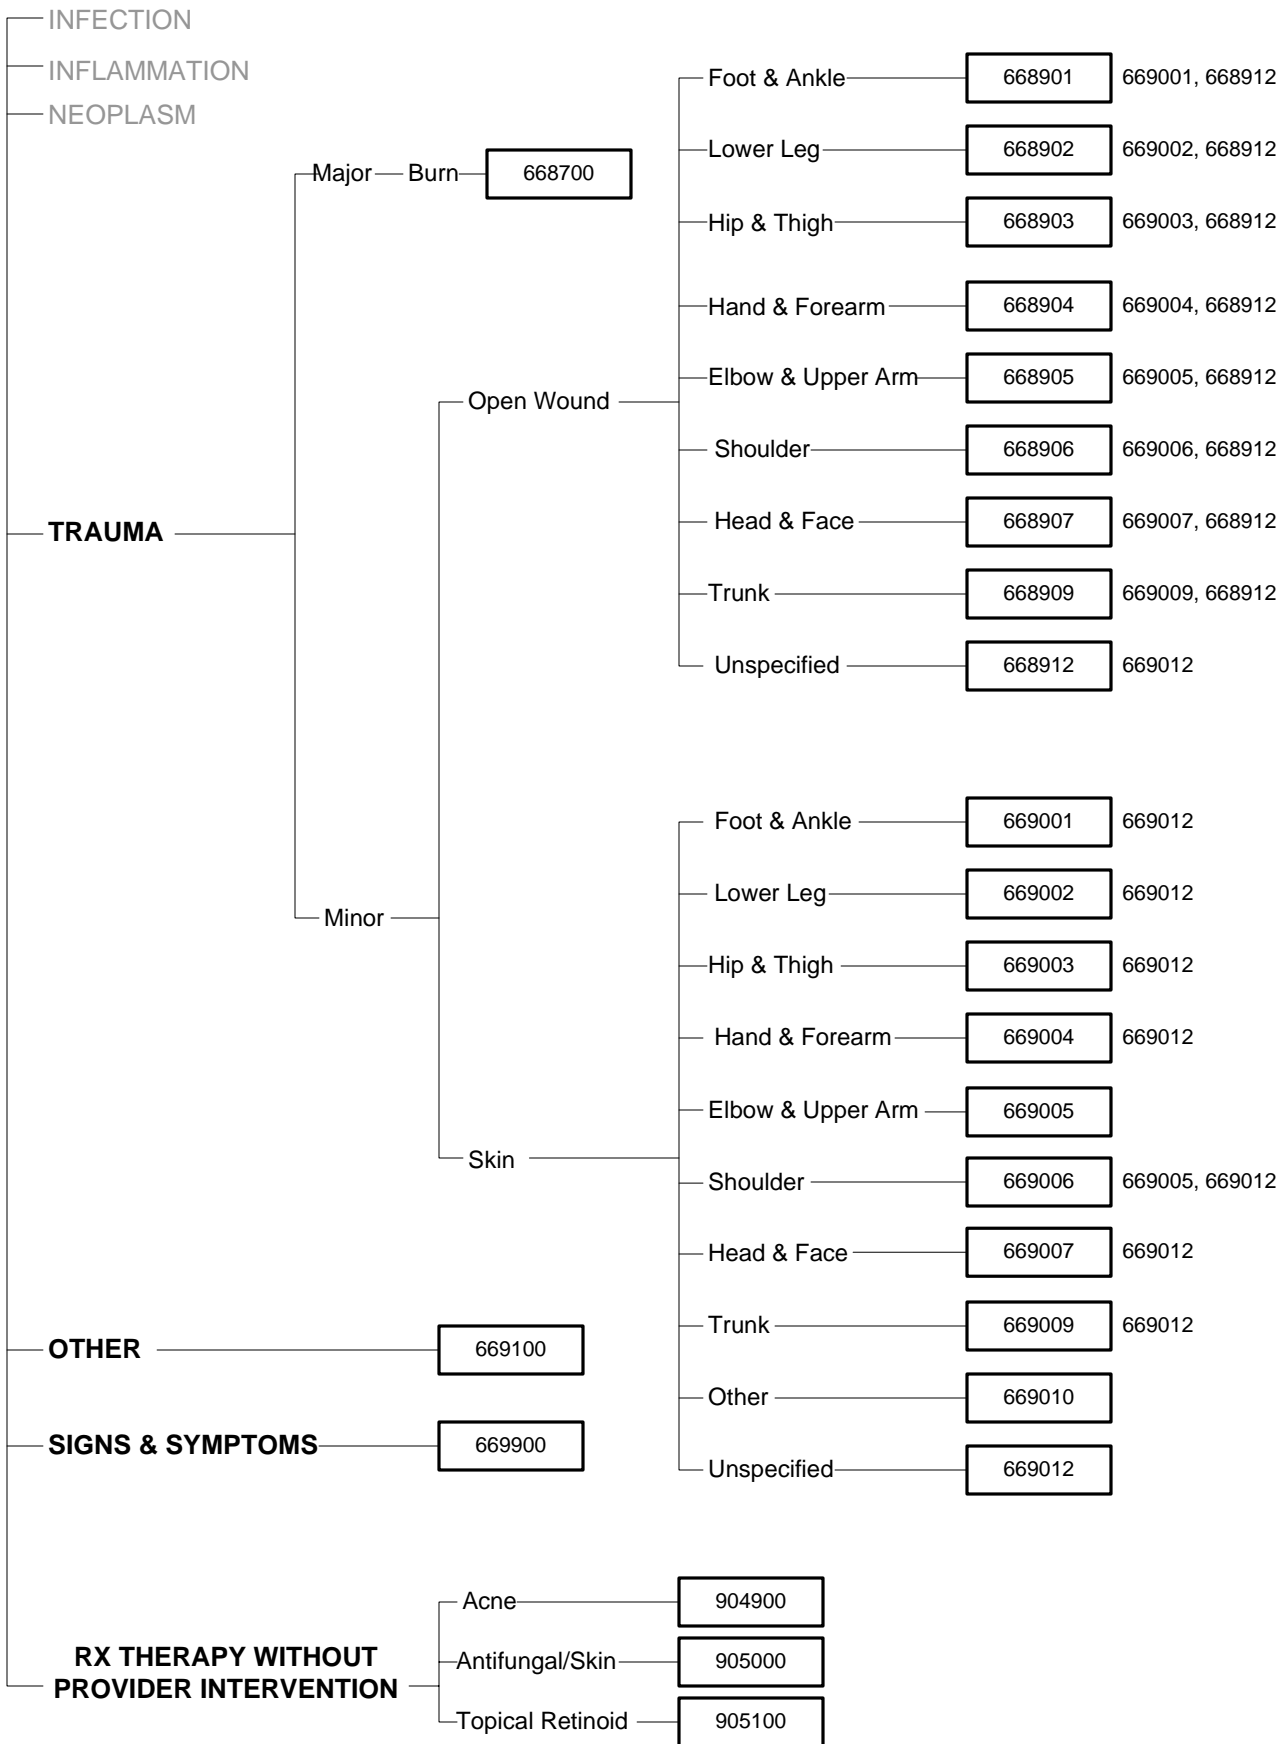 INFECTION
INFLAMMATION
NEOPLASM
TRAUMA
Major
Burn
668700
Minor
Open Wound
Foot & Ankle 668901 669001, 668912
Lower Leg 668902 669002, 668912
Hip & Thigh 668903 669003, 668912
Hand & Forearm 668904 669004, 668912
Elbow & Upper Arm 668905 669005, 668912
Shoulder 668906 669006, 668912
Head & Face 668907 669007, 668912
Trunk 668909 669009, 668912
Unspecified 668912 669012
Skin
Foot & Ankle 669001 669012
Lower Leg 669002 669012
Hip & Thigh 669003 669012
Hand & Forearm 669004 669012
Elbow & Upper Arm 669005
Shoulder 669006 669005, 669012
Head & Face 669007 669012
Trunk 669009 669012
Other 669010
Unspecified 669012
OTHER 669100
SIGNS & SYMPTOMS 669900
RX THERAPY WITHOUT
PROVIDER INTERVENTION
Acne 904900
Antifungal/Skin 905000
Topical Retinoid 905100